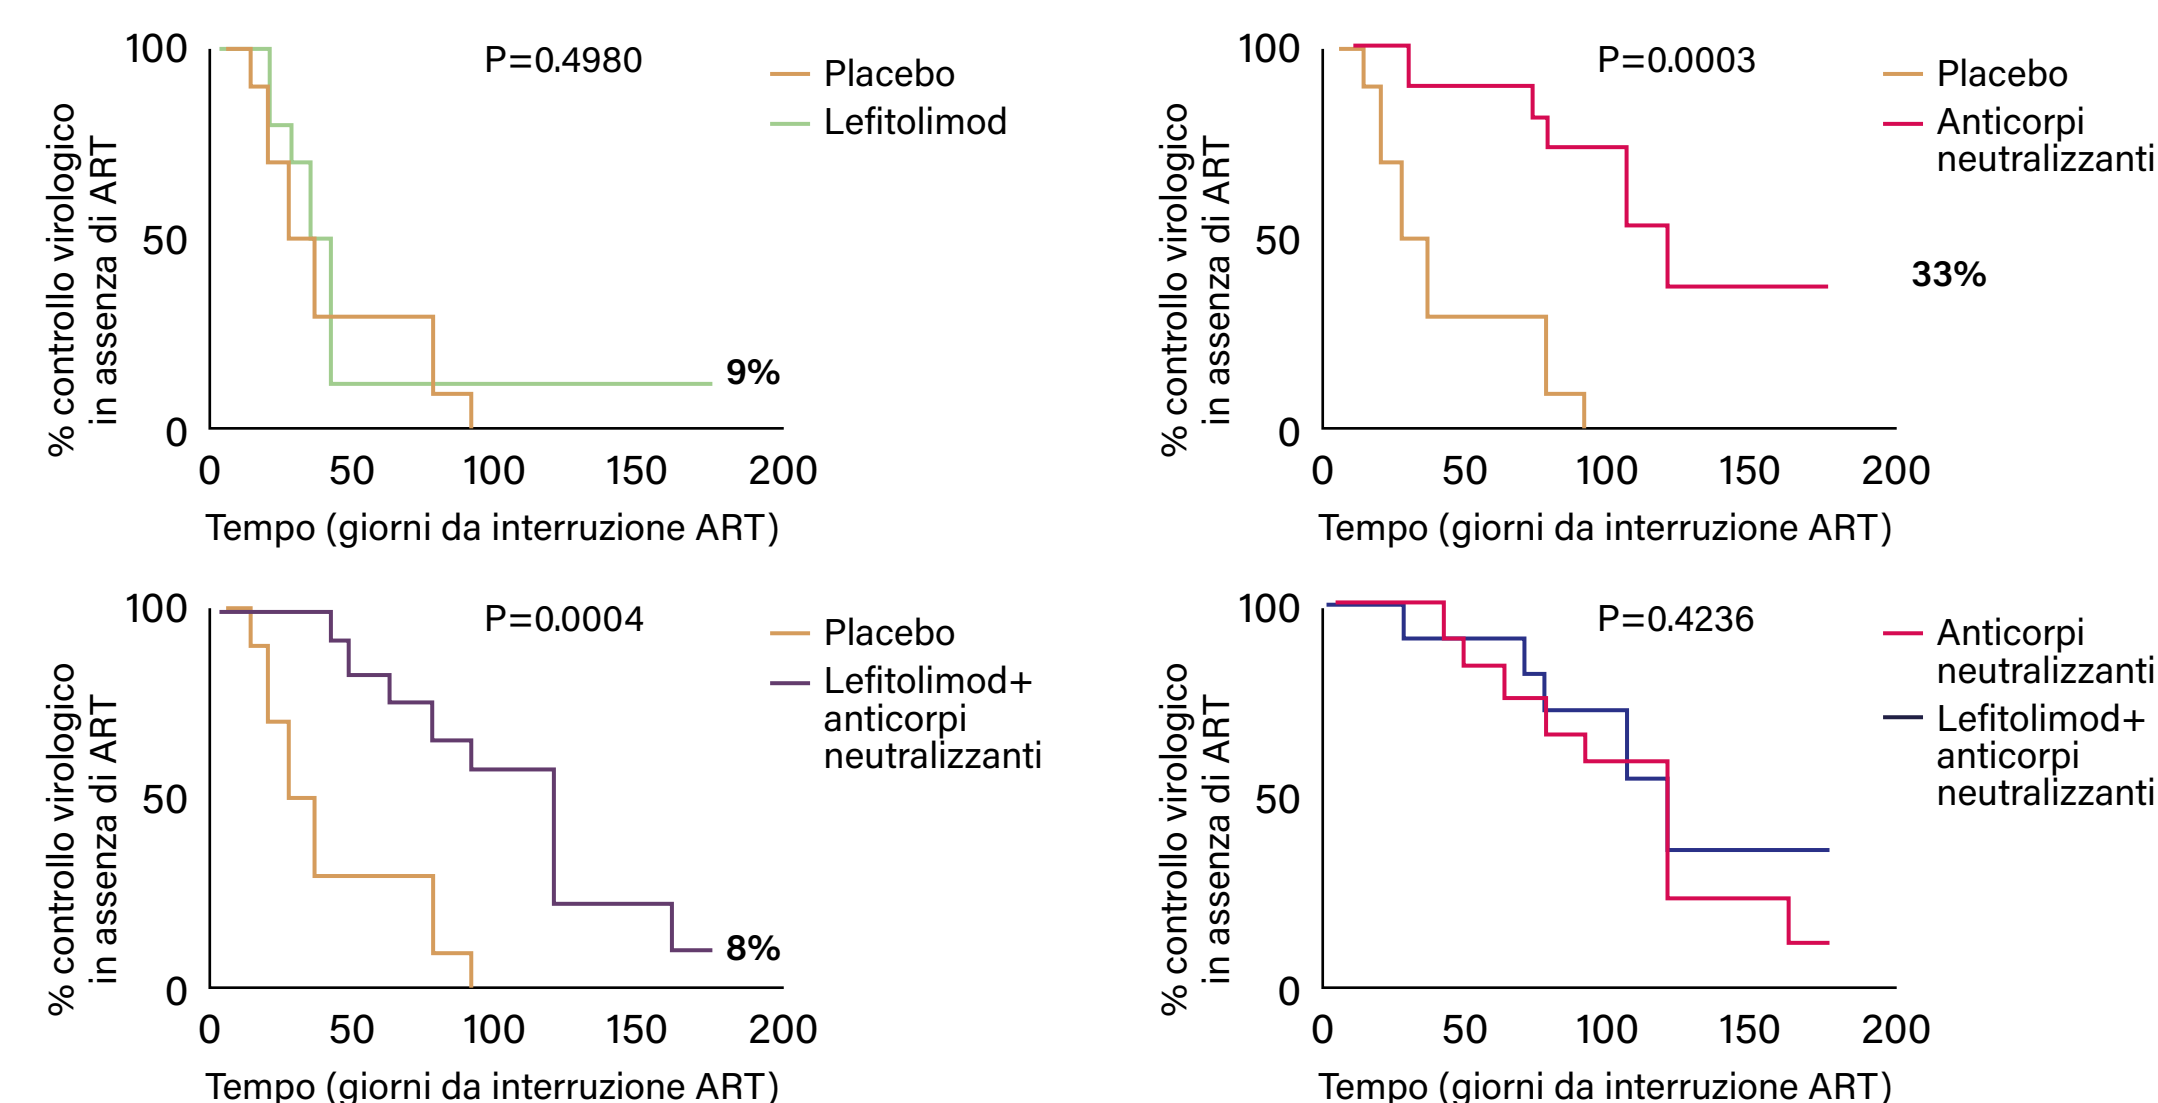 100
50
0
% controllo virologico
in assenza di ART
P=0.4980
Placebo
Lefitolimod
9%
0 50 100 150 200
Tempo (giorni da interruzione ART)
100
50
0
% controllo virologico
in assenza di ART
P=0.0003
Placebo
Anticorpi
neutralizzanti
33%
0 50 100 150 200
Tempo (giorni da interruzione ART)
100
50
0
% controllo virologico
in assenza di ART
P=0.0004
Placebo
Lefitolimod+
anticorpi
neutralizzanti
8%
0 50 100 150 200
Tempo (giorni da interruzione ART)
100
50
0
% controllo virologico
in assenza di ART
P=0.4236
Anticorpi
neutralizzanti
Lefitolimod+
anticorpi
neutralizzanti
0 50 100 150 200
Tempo (giorni da interruzione ART)